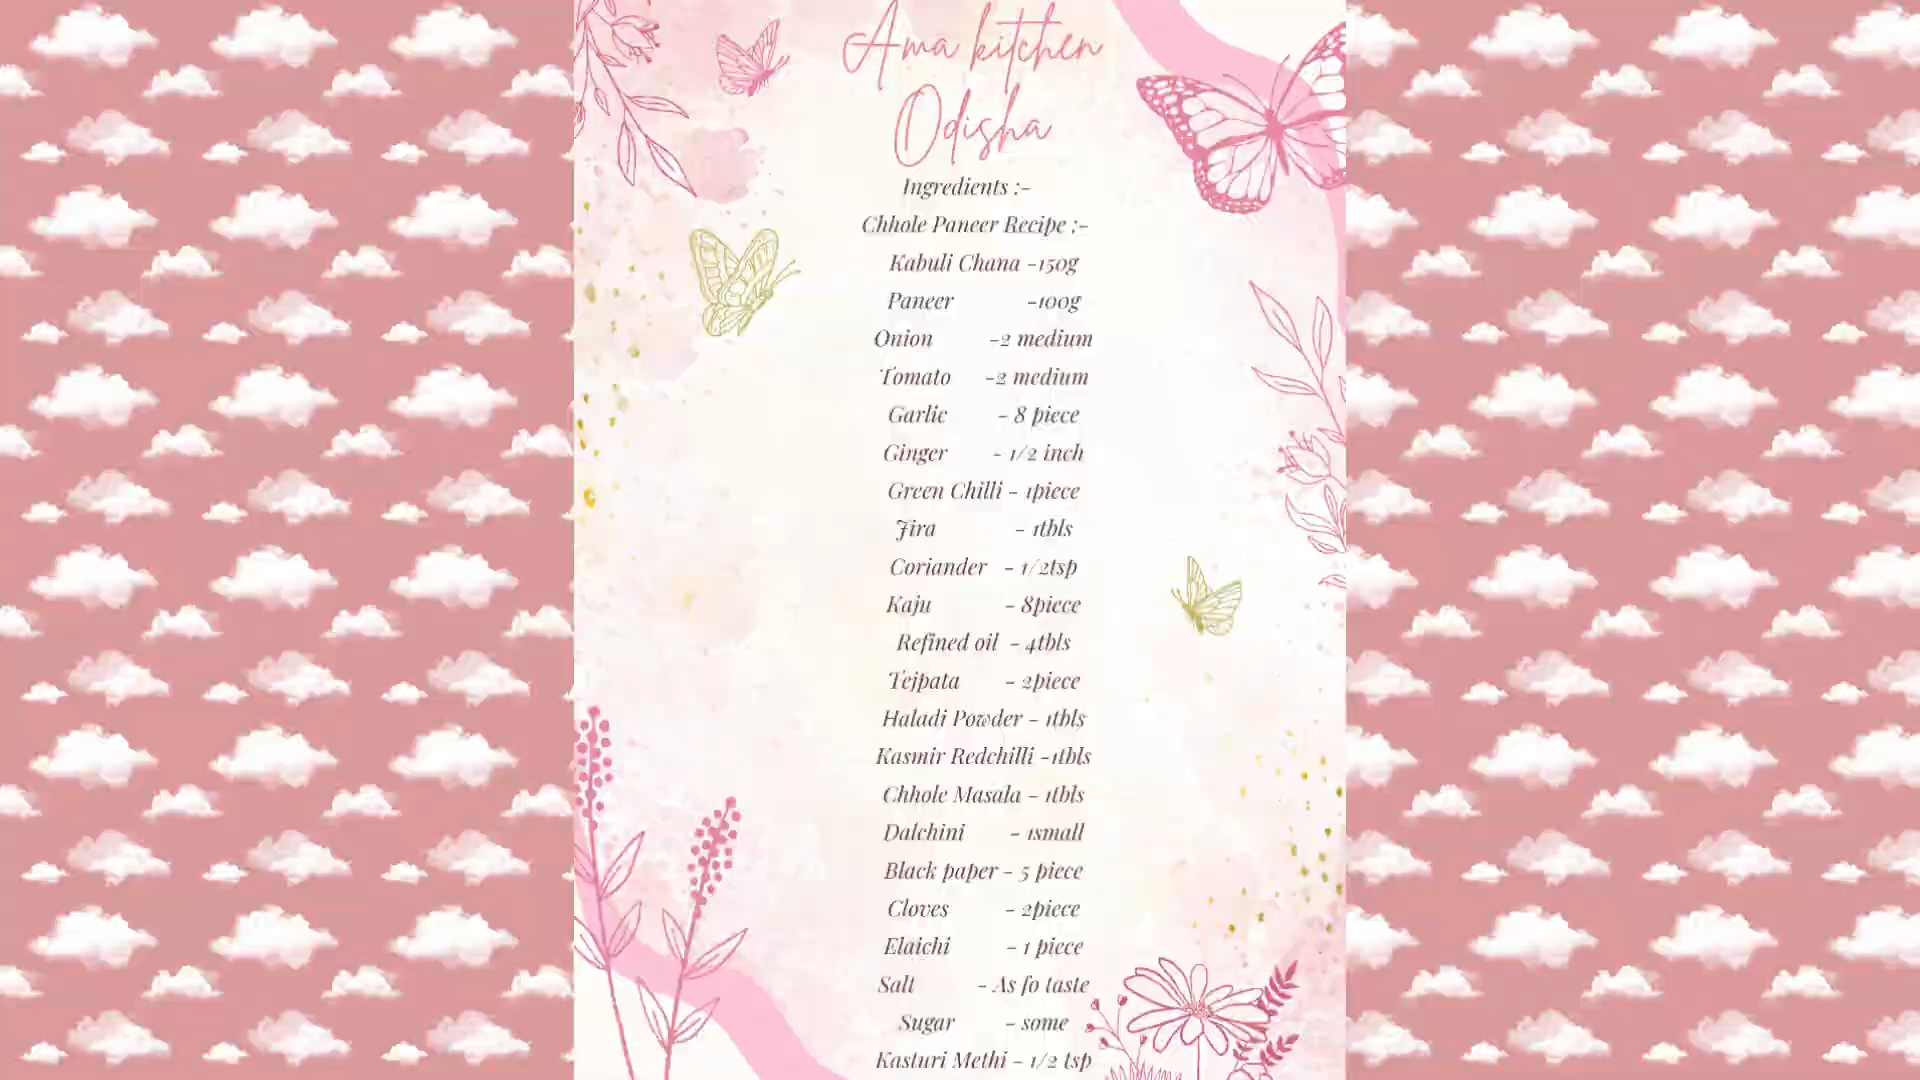 Ama kitchen
Odisha
Ingredients :-
Chhole Paneer Recipe :-
Kabuli Chana -150g
Paneer -100g
Onion -2 medium
Tomato -2 medium
Garlic - 8 piece
Ginger - 1/2 inch
Green Chilli - 1piece
Jira - 1tbls
Coriander - 1/2tsp
Kaju - 8piece
Refined oil - 4tbls
Tejpata - 2piece
Haladi Powder - 1tbls
Kasmir Redchilli -1tbls
Chhole Masala - 1tbls
Dalchini - 1small
Black paper - 5 piece
Cloves - 2piece
Elaichi - 1 piece
Salt - As fo taste
Sugar - some
Kasturi Methi - 1/2 tsp